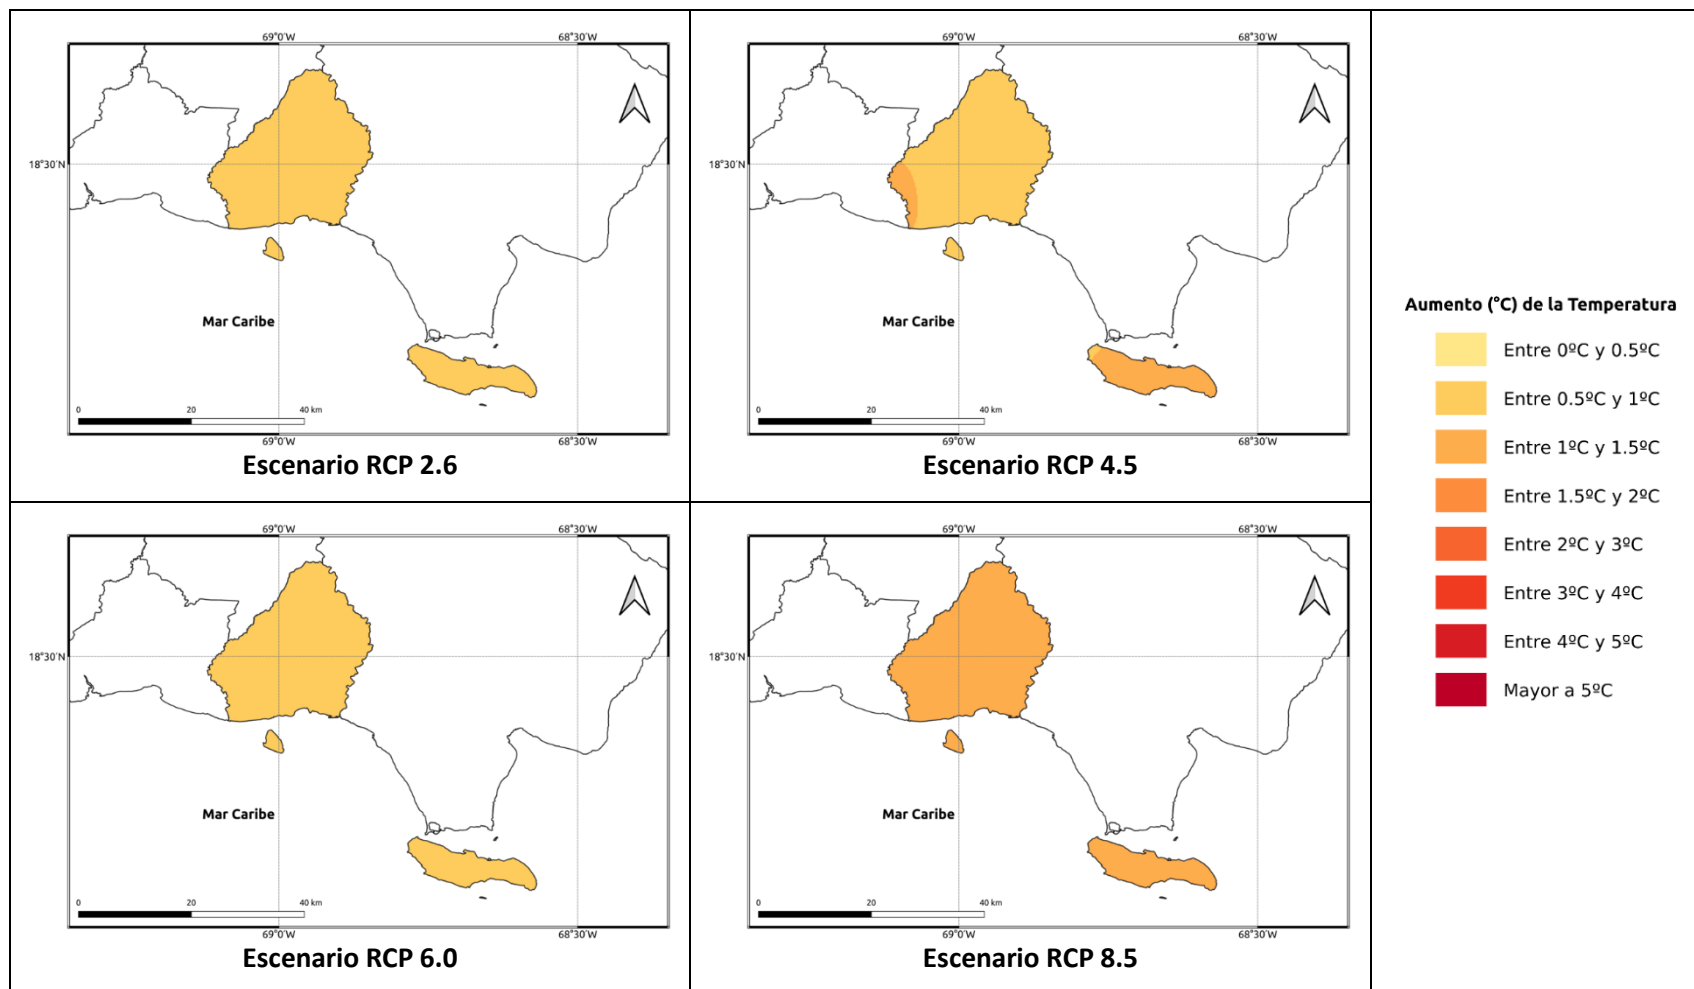 69°0'W
68°30'W
18°30'N
Mar Caribe
0
20
40 km
69°0'W
68°30'W
Escenario RCP 2.6
69°0'W
68°30'W
18°30'N
Mar Caribe
0
20
40 km
69°0'W
68°30'W
Escenario RCP 4.5
69°0'W
68°30'W
18°30'N
Mar Caribe
0
20
40 km
69°0'W
68°30'W
Escenario RCP 6.0
69°0'W
68°30'W
18°30'N
Mar Caribe
0
20
40 km
69°0'W
68°30'W
Escenario RCP 8.5
Aumento (°C) de la Temperatura
Entre 0ºC y 0.5ºC
Entre 0.5ºC y 1ºC
Entre 1ºC y 1.5ºC
Entre 1.5ºC y 2ºC
Entre 2ºC y 3ºC
Entre 3ºC y 4ºC
Entre 4ºC y 5ºC
Mayor a 5ºC